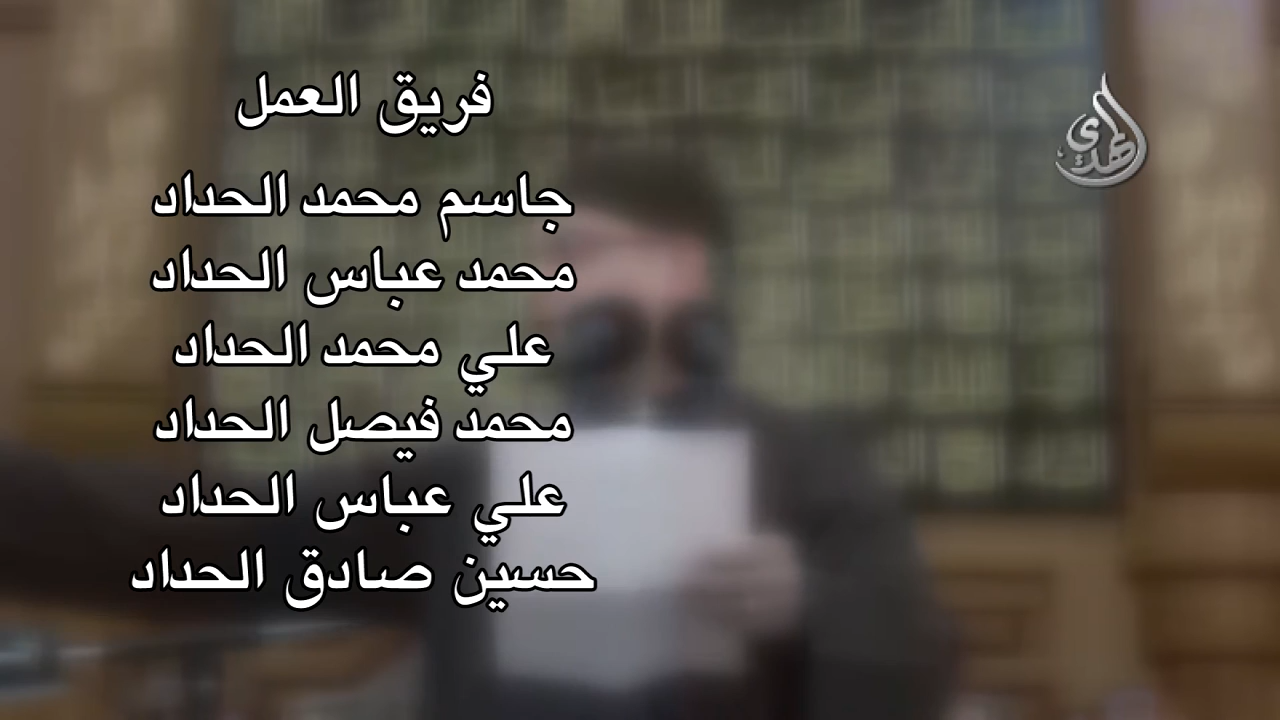 فريق العمل
المهدي
جاسم محمد الحداد
محمد عباس الحداد
علي محمد الحداد
محمد فيصل الحداد
علي عباس الحداد
حسين صادق الحداد